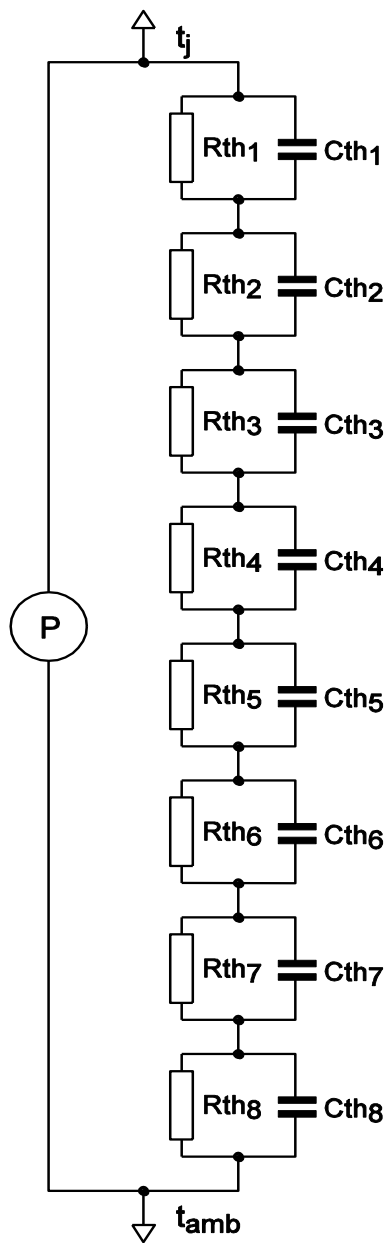 tj
Rth1 Cth1
Rth2 Cth2
Rth3 Cth3
Rth4 Cth4
P
Rth5 Cth5
Rth6 Cth6
Rth7 Cth7
Rth8 Cth8
tamb